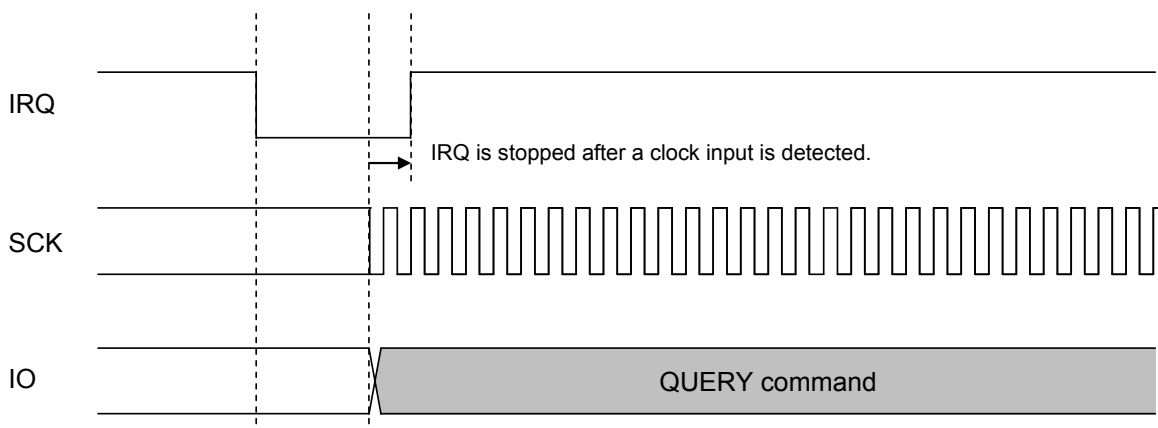 IRQ
IRQ is stopped after a clock input is detected.
SCK
IO
QUERY command